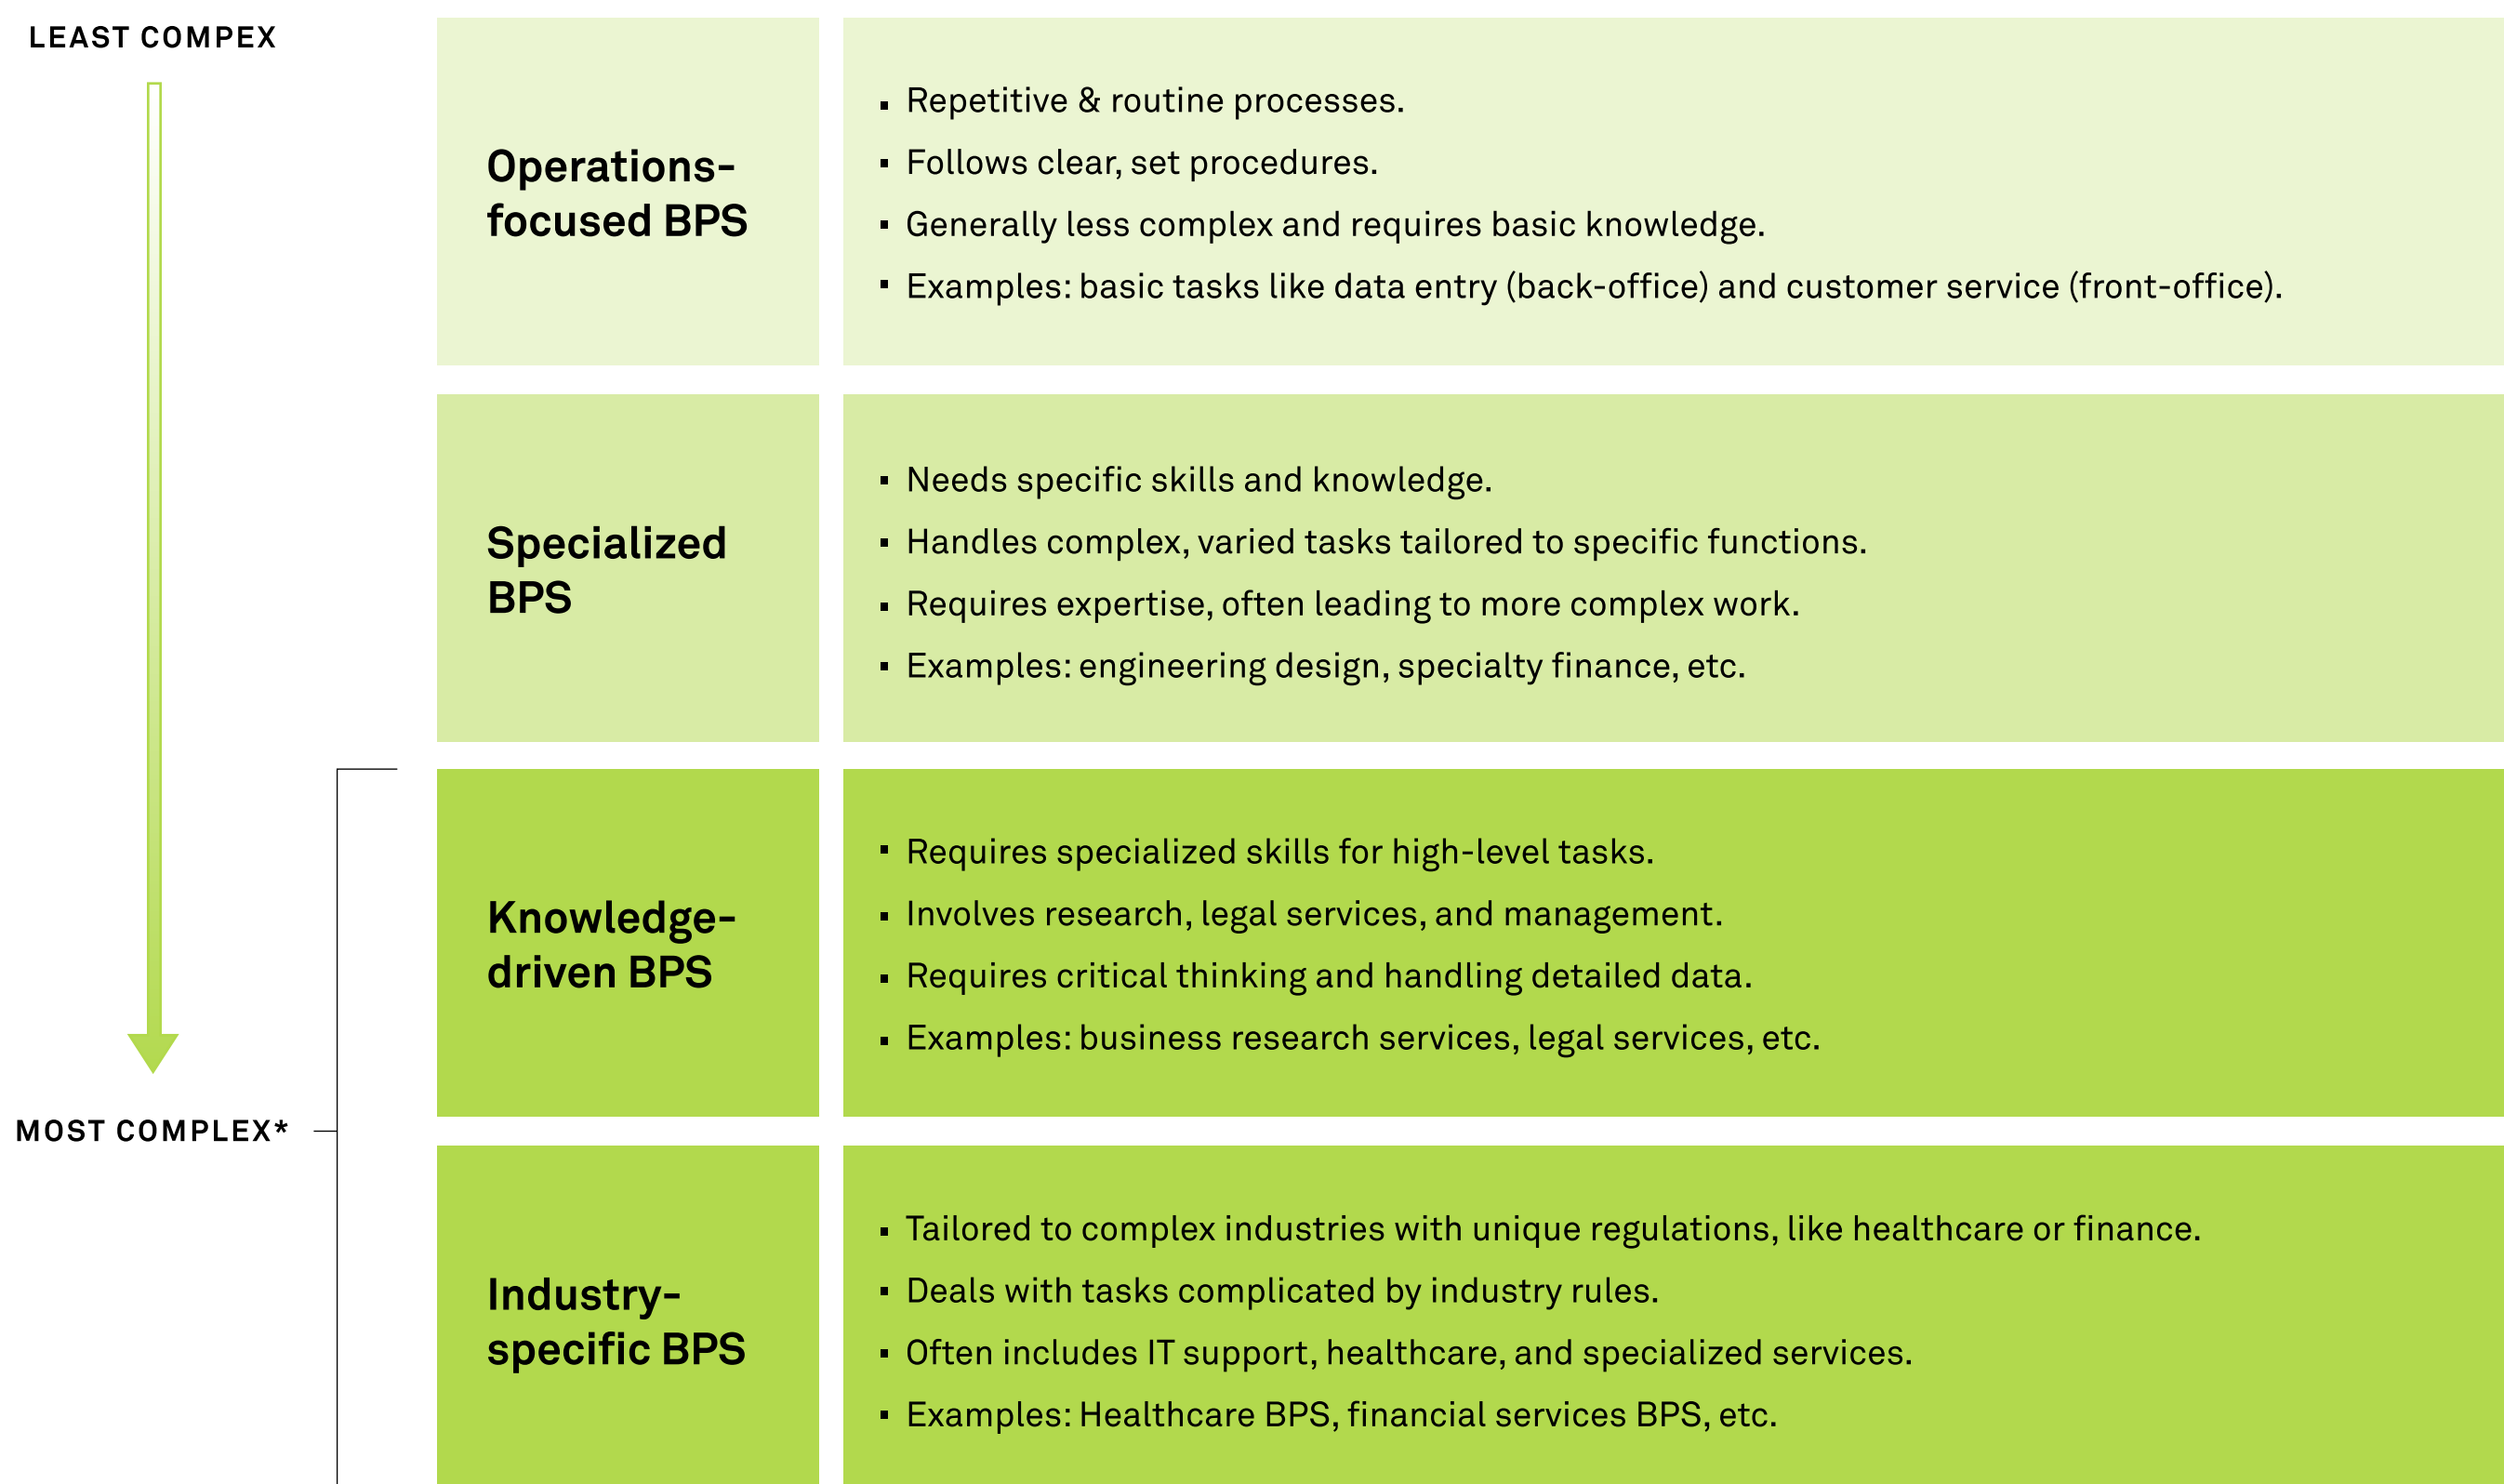 LEAST COMPEX
Operations-
focused BPS
▪ Repetitive & routine processes.
▪ Follows clear, set procedures.
▪ Generally less complex and requires basic knowledge.
▪ Examples: basic tasks like data entry (back-office) and customer service (front-office).
Specialized
BPS
▪ Needs specific skills and knowledge.
▪ Handles complex, varied tasks tailored to specific functions.
▪ Requires expertise, often leading to more complex work.
▪ Examples: engineering design, specialty finance, etc.
Knowledge-
driven BPS
▪ Requires specialized skills for high-level tasks.
▪ Involves research, legal services, and management.
▪ Requires critical thinking and handling detailed data.
▪ Examples: business research services, legal services, etc.
MOST COMPLEX*
Industry-
specific BPS
▪ Tailored to complex industries with unique regulations, like healthcare or finance.
▪ Deals with tasks complicated by industry rules.
▪ Often includes IT support, healthcare, and specialized services.
▪ Examples: Healthcare BPS, financial services BPS, etc.